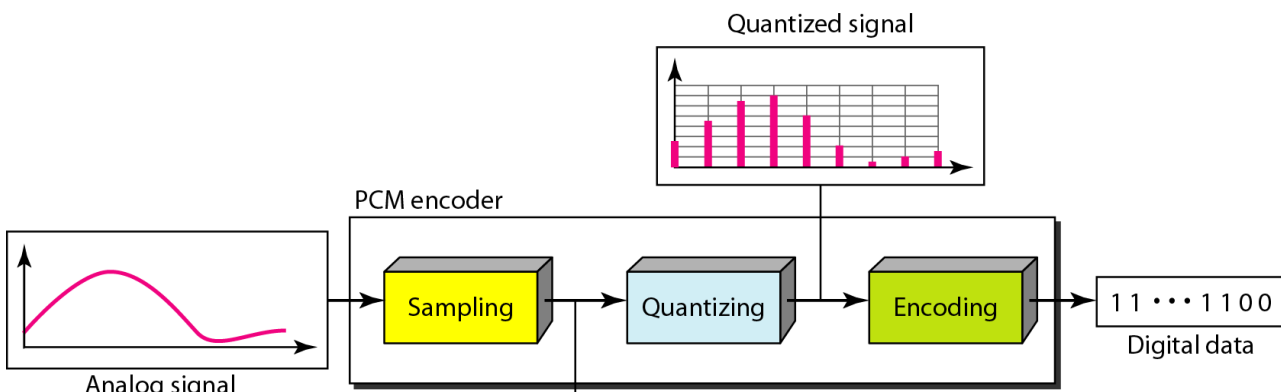 Quantized signal
PCM encoder
Sampling
Quantizing
Encoding
1 1 • • • 1 1 0 0
Digital data
Analog signal